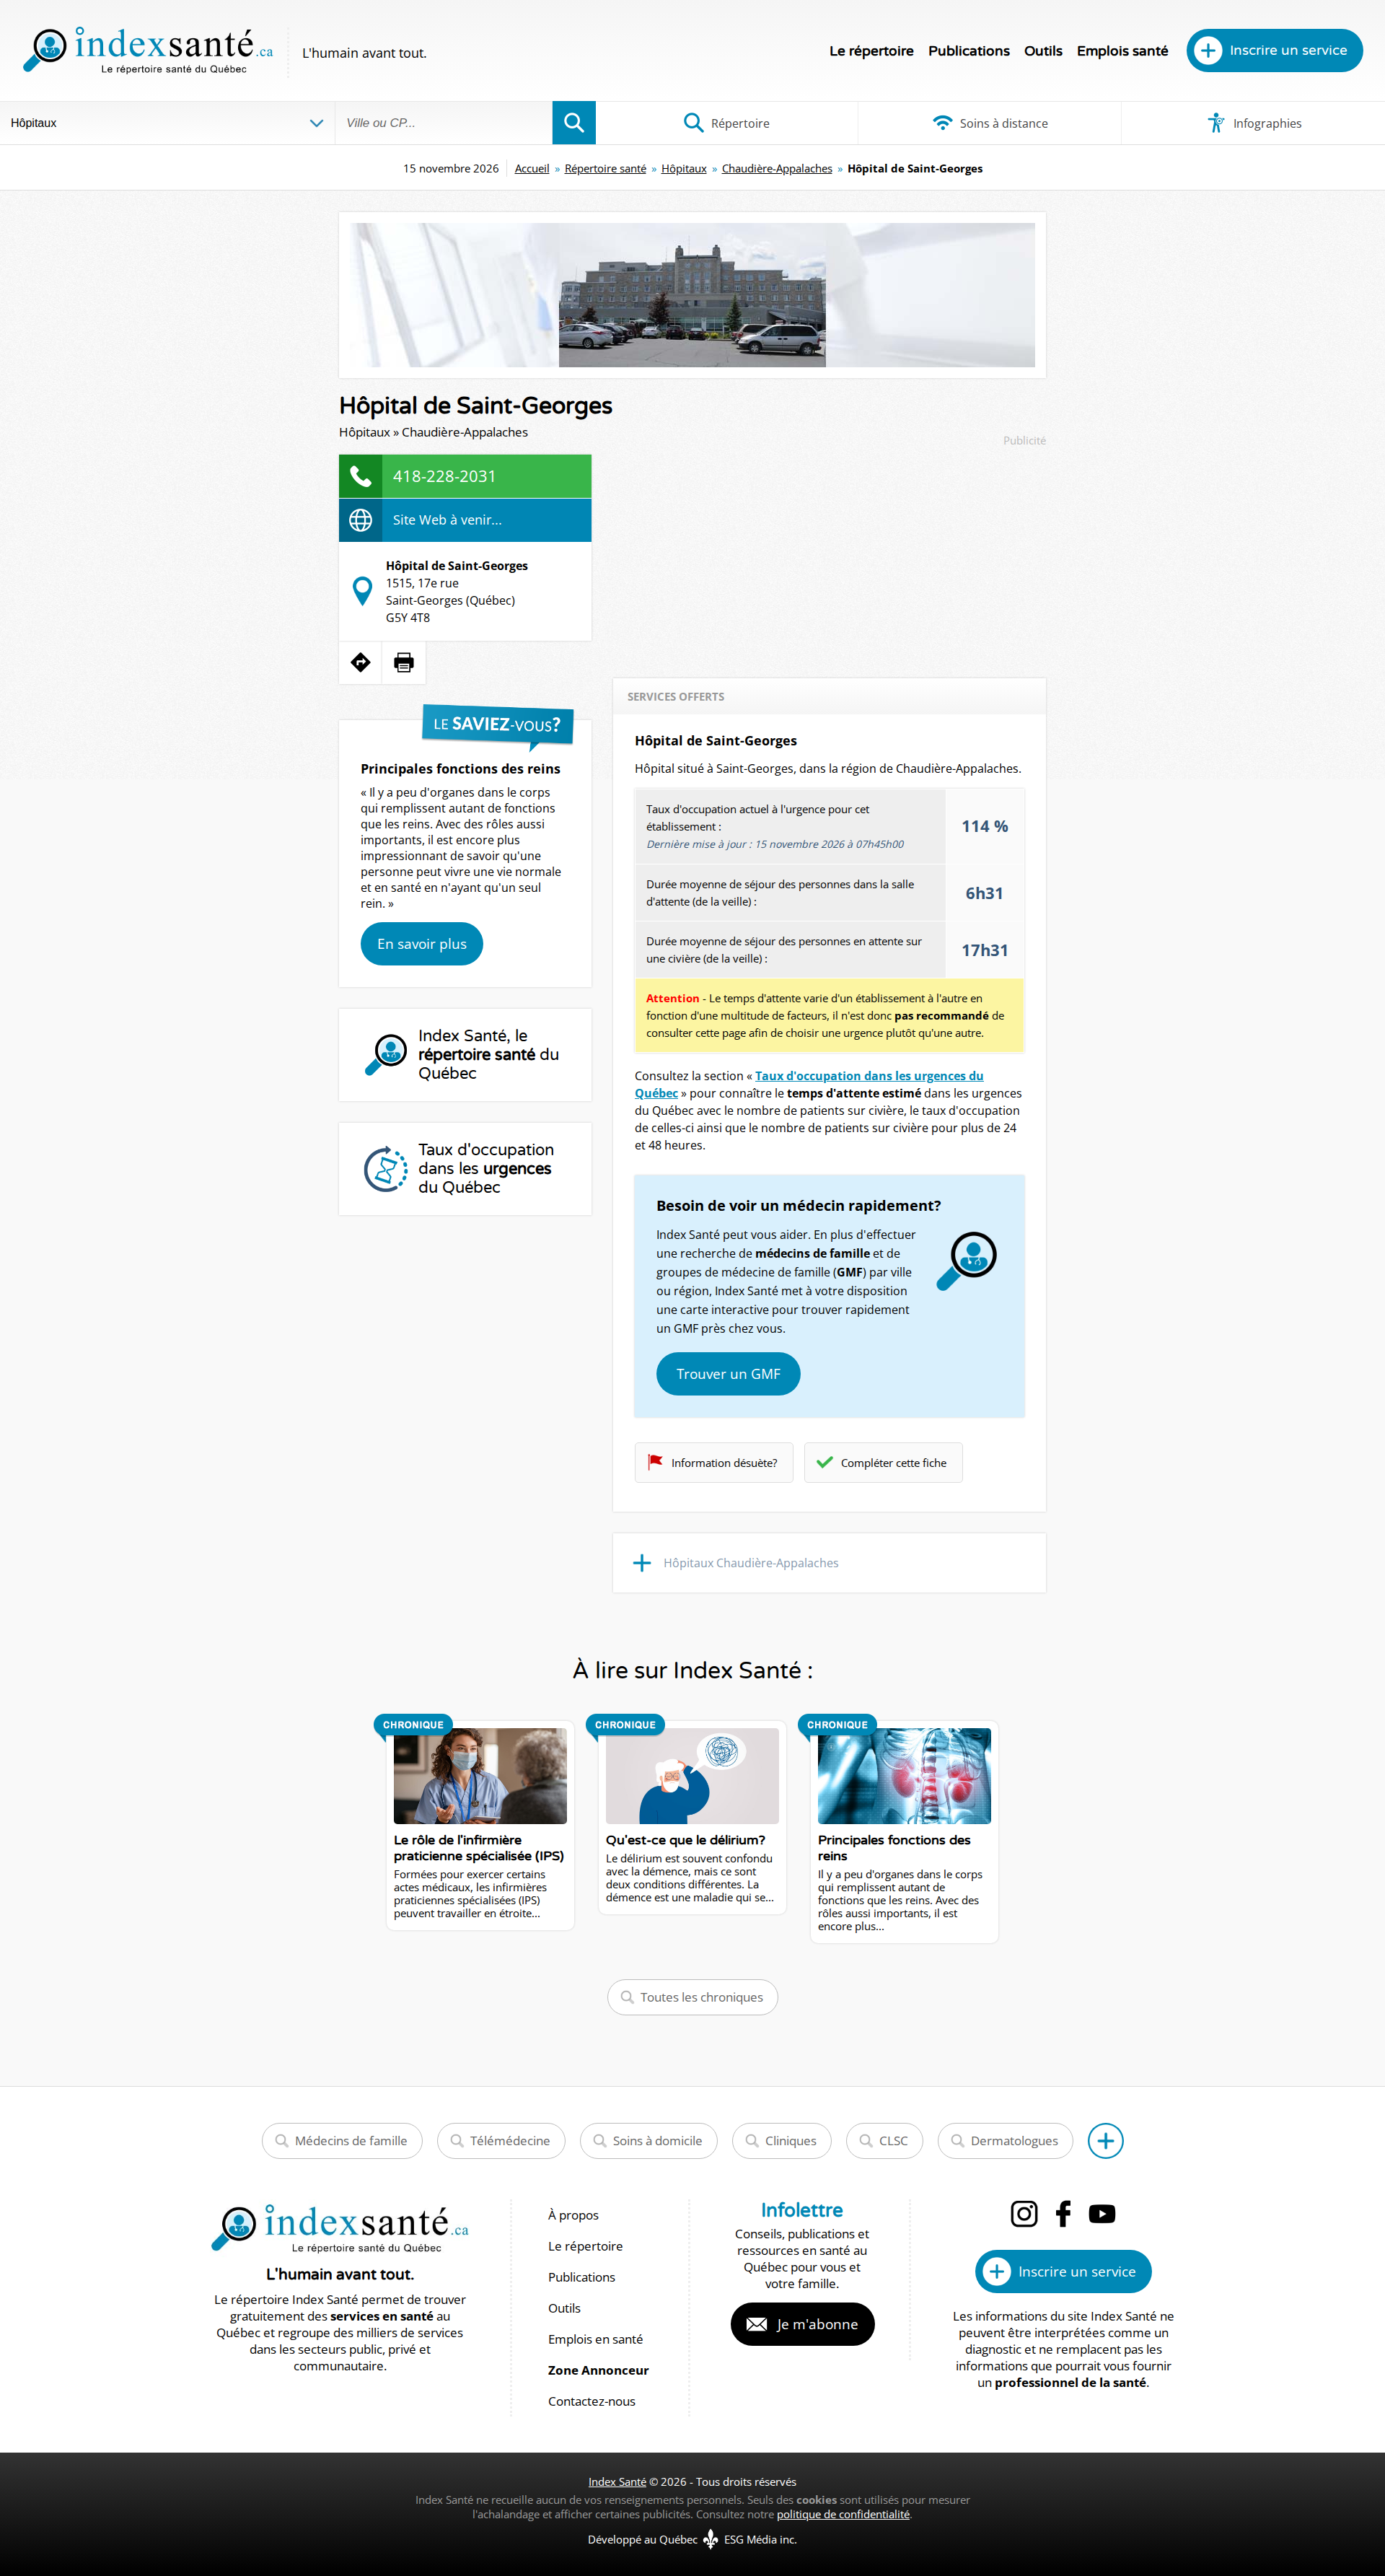 indexsanté.ca
Le répertoire santé du Québec
L'humain avant tout.
Le répertoire
Publications
Outils
Emplois santé
Inscrire un service
Hôpitaux
Ville ou CP...
Répertoire
Soins à distance
Infographies
15 novembre 2026 Accueil » Répertoire santé » Hôpitaux » Chaudière-Appalaches » Hôpital de Saint-Georges
Hôpital de Saint-Georges
Hôpitaux » Chaudière-Appalaches
Publicité
418-228-2031
Site Web à venir...
Hôpital de Saint-Georges
1515, 17e rue
Saint-Georges (Québec)
G5Y 4T8
LE SAVIEZ-VOUS?
Principales fonctions des reins
« Il y a peu d'organes dans le corps
qui remplissent autant de fonctions
que les reins. Avec des rôles aussi
importants, il est encore plus
impressionnant de savoir qu'une
personne peut vivre une vie normale
et en santé en n'ayant qu'un seul
rein. »
En savoir plus
Index Santé, le
répertoire santé du
Québec
Taux d'occupation
dans les urgences
du Québec
SERVICES OFFERTS
Hôpital de Saint-Georges
Hôpital situé à Saint-Georges, dans la région de Chaudière-Appalaches.
Taux d'occupation actuel à l'urgence pour cet
établissement :
Dernière mise à jour : 15 novembre 2026 à 07h45h00
114 %
Durée moyenne de séjour des personnes dans la salle
d'attente (de la veille) :
6h31
Durée moyenne de séjour des personnes en attente sur
une civière (de la veille) :
17h31
Attention - Le temps d'attente varie d'un établissement à l'autre en
fonction d'une multitude de facteurs, il n'est donc pas recommandé de
consulter cette page afin de choisir une urgence plutôt qu'une autre.
Consultez la section « Taux d'occupation dans les urgences du
Québec » pour connaître le temps d'attente estimé dans les urgences
du Québec avec le nombre de patients sur civière, le taux d'occupation
de celles-ci ainsi que le nombre de patients sur civière pour plus de 24
et 48 heures.
Besoin de voir un médecin rapidement?
Index Santé peut vous aider. En plus d'effectuer
une recherche de médecins de famille et de
groupes de médecine de famille (GMF) par ville
ou région, Index Santé met à votre disposition
une carte interactive pour trouver rapidement
un GMF près chez vous.
Trouver un GMF
Information désuète?
Compléter cette fiche
Hôpitaux Chaudière-Appalaches
À lire sur Index Santé :
CHRONIQUE
Le rôle de l'infirmière
praticienne spécialisée (IPS)
Formées pour exercer certains
actes médicaux, les infirmières
praticiennes spécialisées (IPS)
peuvent travailler en étroite...
CHRONIQUE
Qu'est-ce que le délirium?
Le délirium est souvent confondu
avec la démence, mais ce sont
deux conditions différentes. La
démence est une maladie qui se...
CHRONIQUE
Principales fonctions des
reins
Il y a peu d'organes dans le corps
qui remplissent autant de
fonctions que les reins. Avec des
rôles aussi importants, il est
encore plus...
Toutes les chroniques
Médecins de famille
Télémédecine
Soins à domicile
Cliniques
CLSC
Dermatologues
indexsanté.ca
Le répertoire santé du Québec
L'humain avant tout.
Le répertoire Index Santé permet de trouver
gratuitement des services en santé au
Québec et regroupe des milliers de services
dans les secteurs public, privé et
communautaire.
À propos
Le répertoire
Publications
Outils
Emplois en santé
Zone Annonceur
Contactez-nous
Infolettre
Conseils, publications et
ressources en santé au
Québec pour vous et
votre famille.
Je m'abonne
Inscrire un service
Les informations du site Index Santé ne
peuvent être interprétées comme un
diagnostic et ne remplacent pas les
informations que pourrait vous fournir
un professionnel de la santé.
Index Santé © 2026 - Tous droits réservés
Index Santé ne recueille aucun de vos renseignements personnels. Seuls des cookies sont utilisés pour mesurer
l'achalandage et afficher certaines publicités. Consultez notre politique de confidentialité.
Développé au Québec ESG Média inc.